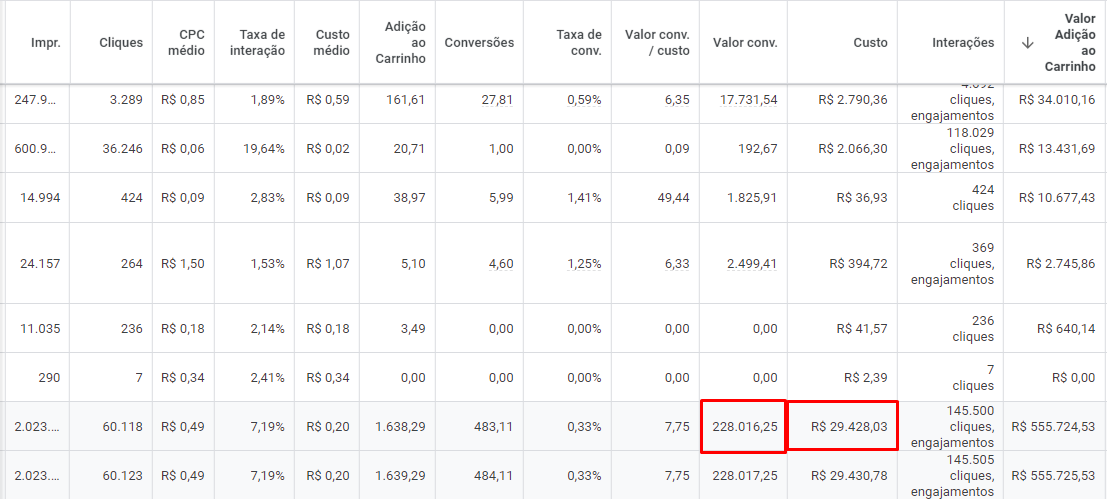 Impr. Cliques CPC médio Taxa de interação Custo médio Adição ao Carrinho Conversões Taxa de conv. Valor conv. / custo Valor conv. Custo Interações Valor Adição ao Carrinho
247.9... 3.289 R$ 0,85 1,89% R$ 0,59 161,61 27,81 0,59% 6,35 17.731,54 R$ 2.790,36 cliques, engajamentos R$ 34.010,16
600.9... 36.246 R$ 0,06 19,64% R$ 0,02 20,71 1,00 0,00% 0,09 192,67 R$ 2.066,30 118.029 cliques, engajamentos R$ 13.431,69
14.994 424 R$ 0,09 2,83% R$ 0,09 38,97 5,99 1,41% 49,44 1.825,91 R$ 36,93 424 cliques R$ 10.677,43
24.157 264 R$ 1,50 1,53% R$ 1,07 5,10 4,60 1,25% 6,33 2.499,41 R$ 394,72 369 cliques, engajamentos R$ 2.745,86
11.035 236 R$ 0,18 2,14% R$ 0,18 3,49 0,00 0,00% 0,00 0,00 R$ 41,57 236 cliques R$ 640,14
290 7 R$ 0,34 2,41% R$ 0,34 0,00 0,00 0,00% 0,00 0,00 R$ 2,39 7 cliques R$ 0,00
2.023.... 60.118 R$ 0,49 7,19% R$ 0,20 1.638,29 483,11 0,33% 7,75 228.016,25 R$ 29.428,03 145.500 cliques, engajamentos R$ 555.724,53
2.023.... 60.123 R$ 0,49 7,19% R$ 0,20 1.638,29 484,11 0,33% 7,75 228.017,25 R$ 29.430,78 145.505 cliques, engajamentos R$ 555.725,53